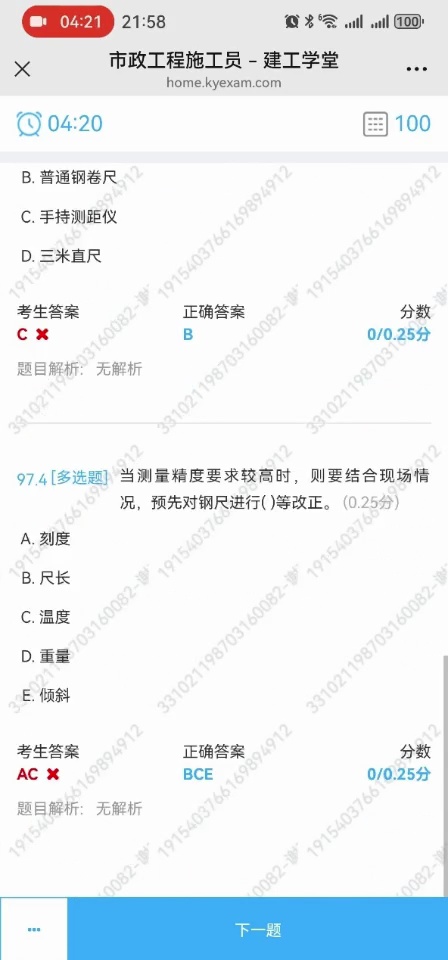 04:21 21:58 100
市政工程施工员 – 建工学堂
home.kyexam.com
04:20 100
B. 普通钢卷尺
C. 手持测距仪
D. 三米直尺
考生答案 正确答案 分数
C ✖ B 0/0.25分
题目解析: 无解析
97.4 [多选题] 当测量精度要求较高时，则要结合现场情
况，预先对钢尺进行( )等改正。(0.25分)
A. 刻度
B. 尺长
C. 温度
D. 重量
E. 倾斜
考生答案 正确答案 分数
AC ✖ BCE 0/0.25分
题目解析: 无解析
... 下一题